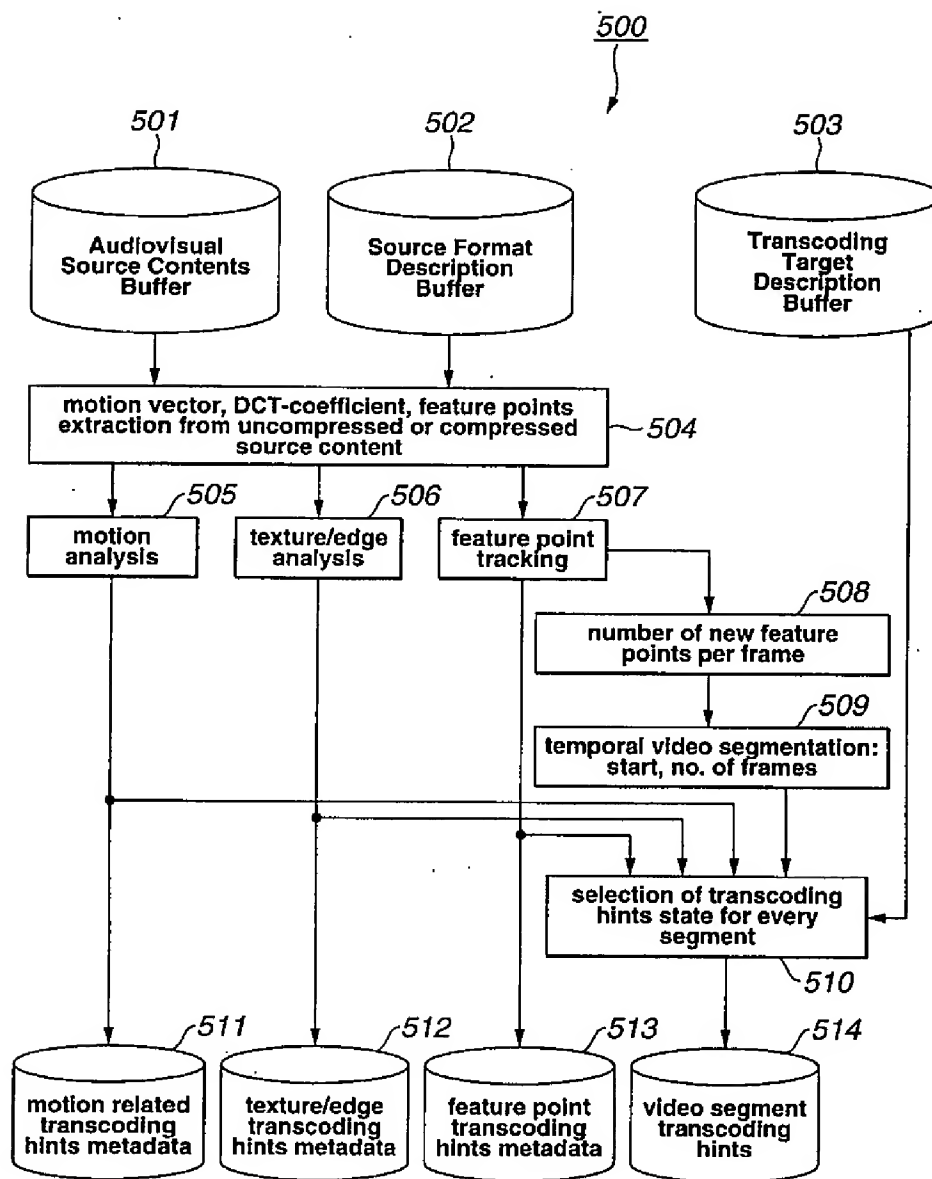 500
501
502
503
Audiovisual
Source Contents
Buffer
Source Format
Description
Buffer
Transcoding
Target
Description
Buffer
motion vector, DCT-coefficient, feature points
extraction from uncompressed or compressed
source content
504
505
506
507
motion
analysis
texture/edge
analysis
feature point
tracking
508
number of new feature
points per frame
509
temporal video segmentation:
start, no. of frames
selection of transcoding
hints state for every
segment
510
511
512
513
514
motion related
transcoding
hints metadata
texture/edge
transcoding
hints metadata
feature point
transcoding
hints metadata
video segment
transcoding
hints